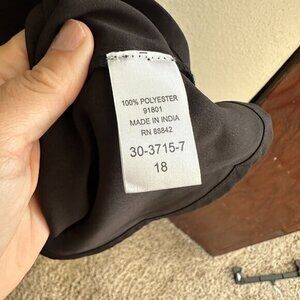 100% POLYESTER
91801
MADE IN INDIA
RN 88842
30-3715-7
18